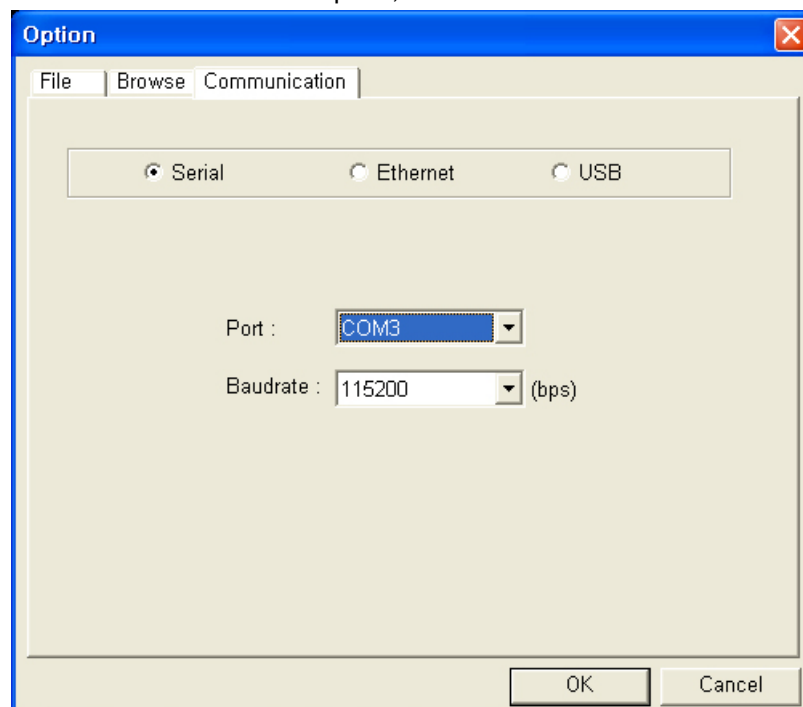 Option
File Browse Communication
Serial Ethernet USB
Port : COM3
Baudrate : 115200 (bps)
OK Cancel